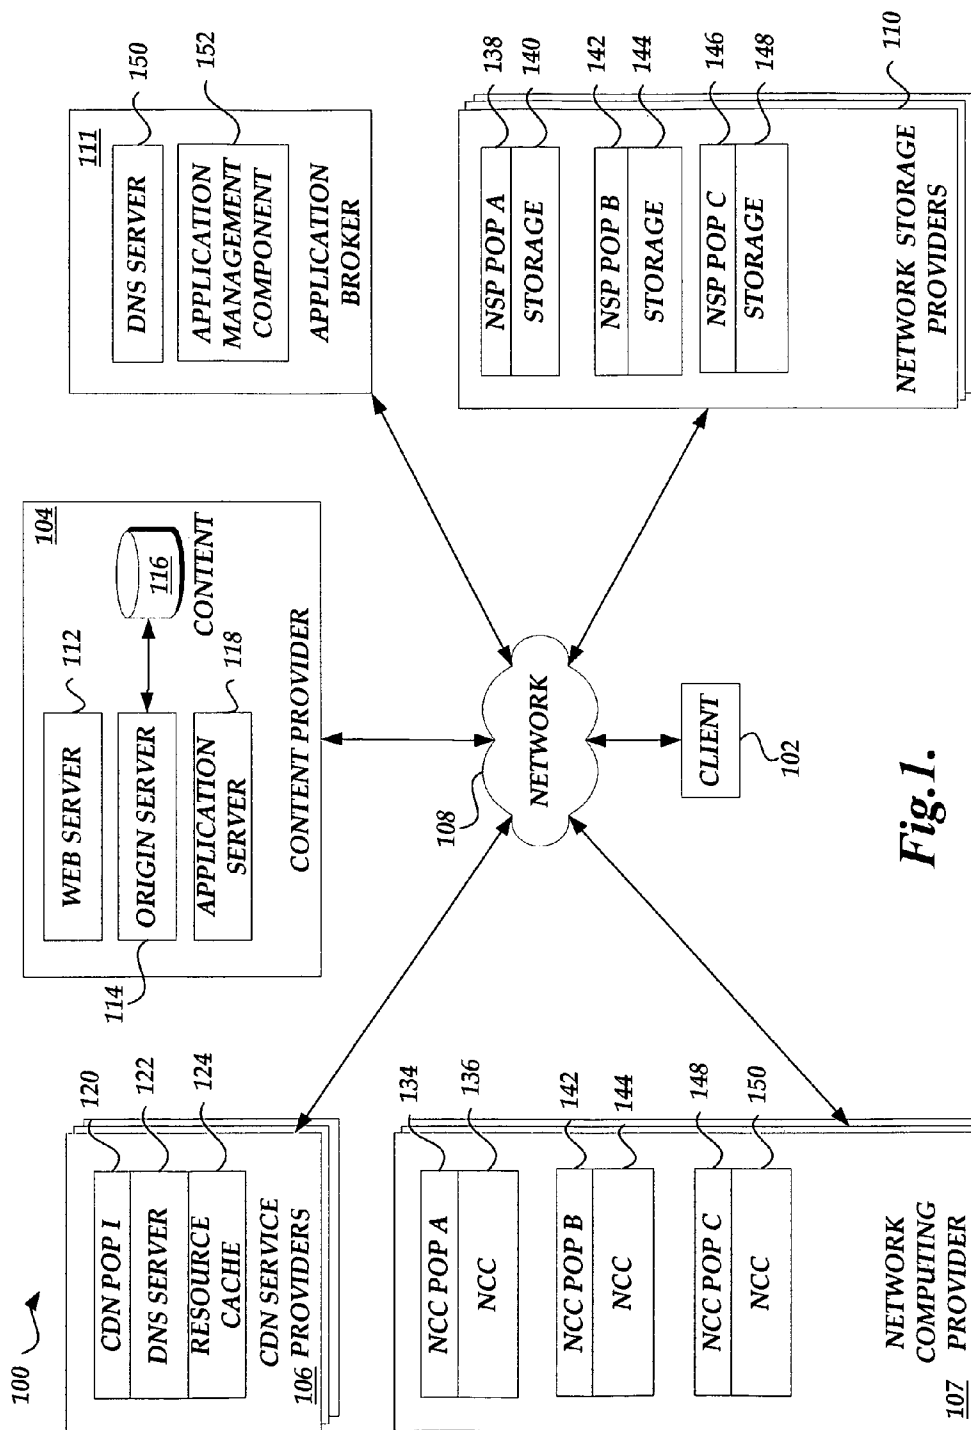 100
CDN POP I
DNS SERVER
RESOURCE
CACHE
CDN SERVICE
PROVIDERS
106
120
122
124
104
WEB SERVER
ORIGIN SERVER
APPLICATION
SERVER
CONTENT PROVIDER
112
114
116
CONTENT
118
111
DNS SERVER
APPLICATION
MANAGEMENT
COMPONENT
APPLICATION
BROKER
150
152
NETWORK
108
CLIENT
102
NCC POP A
NCC
134
136
NCC POP B
NCC
142
144
NCC POP C
NCC
148
150
NETWORK
COMPUTING
PROVIDER
107
NSP POP A
STORAGE
138
140
NSP POP B
STORAGE
142
144
NSP POP C
STORAGE
146
148
NETWORK STORAGE
PROVIDERS
110
Fig.1.